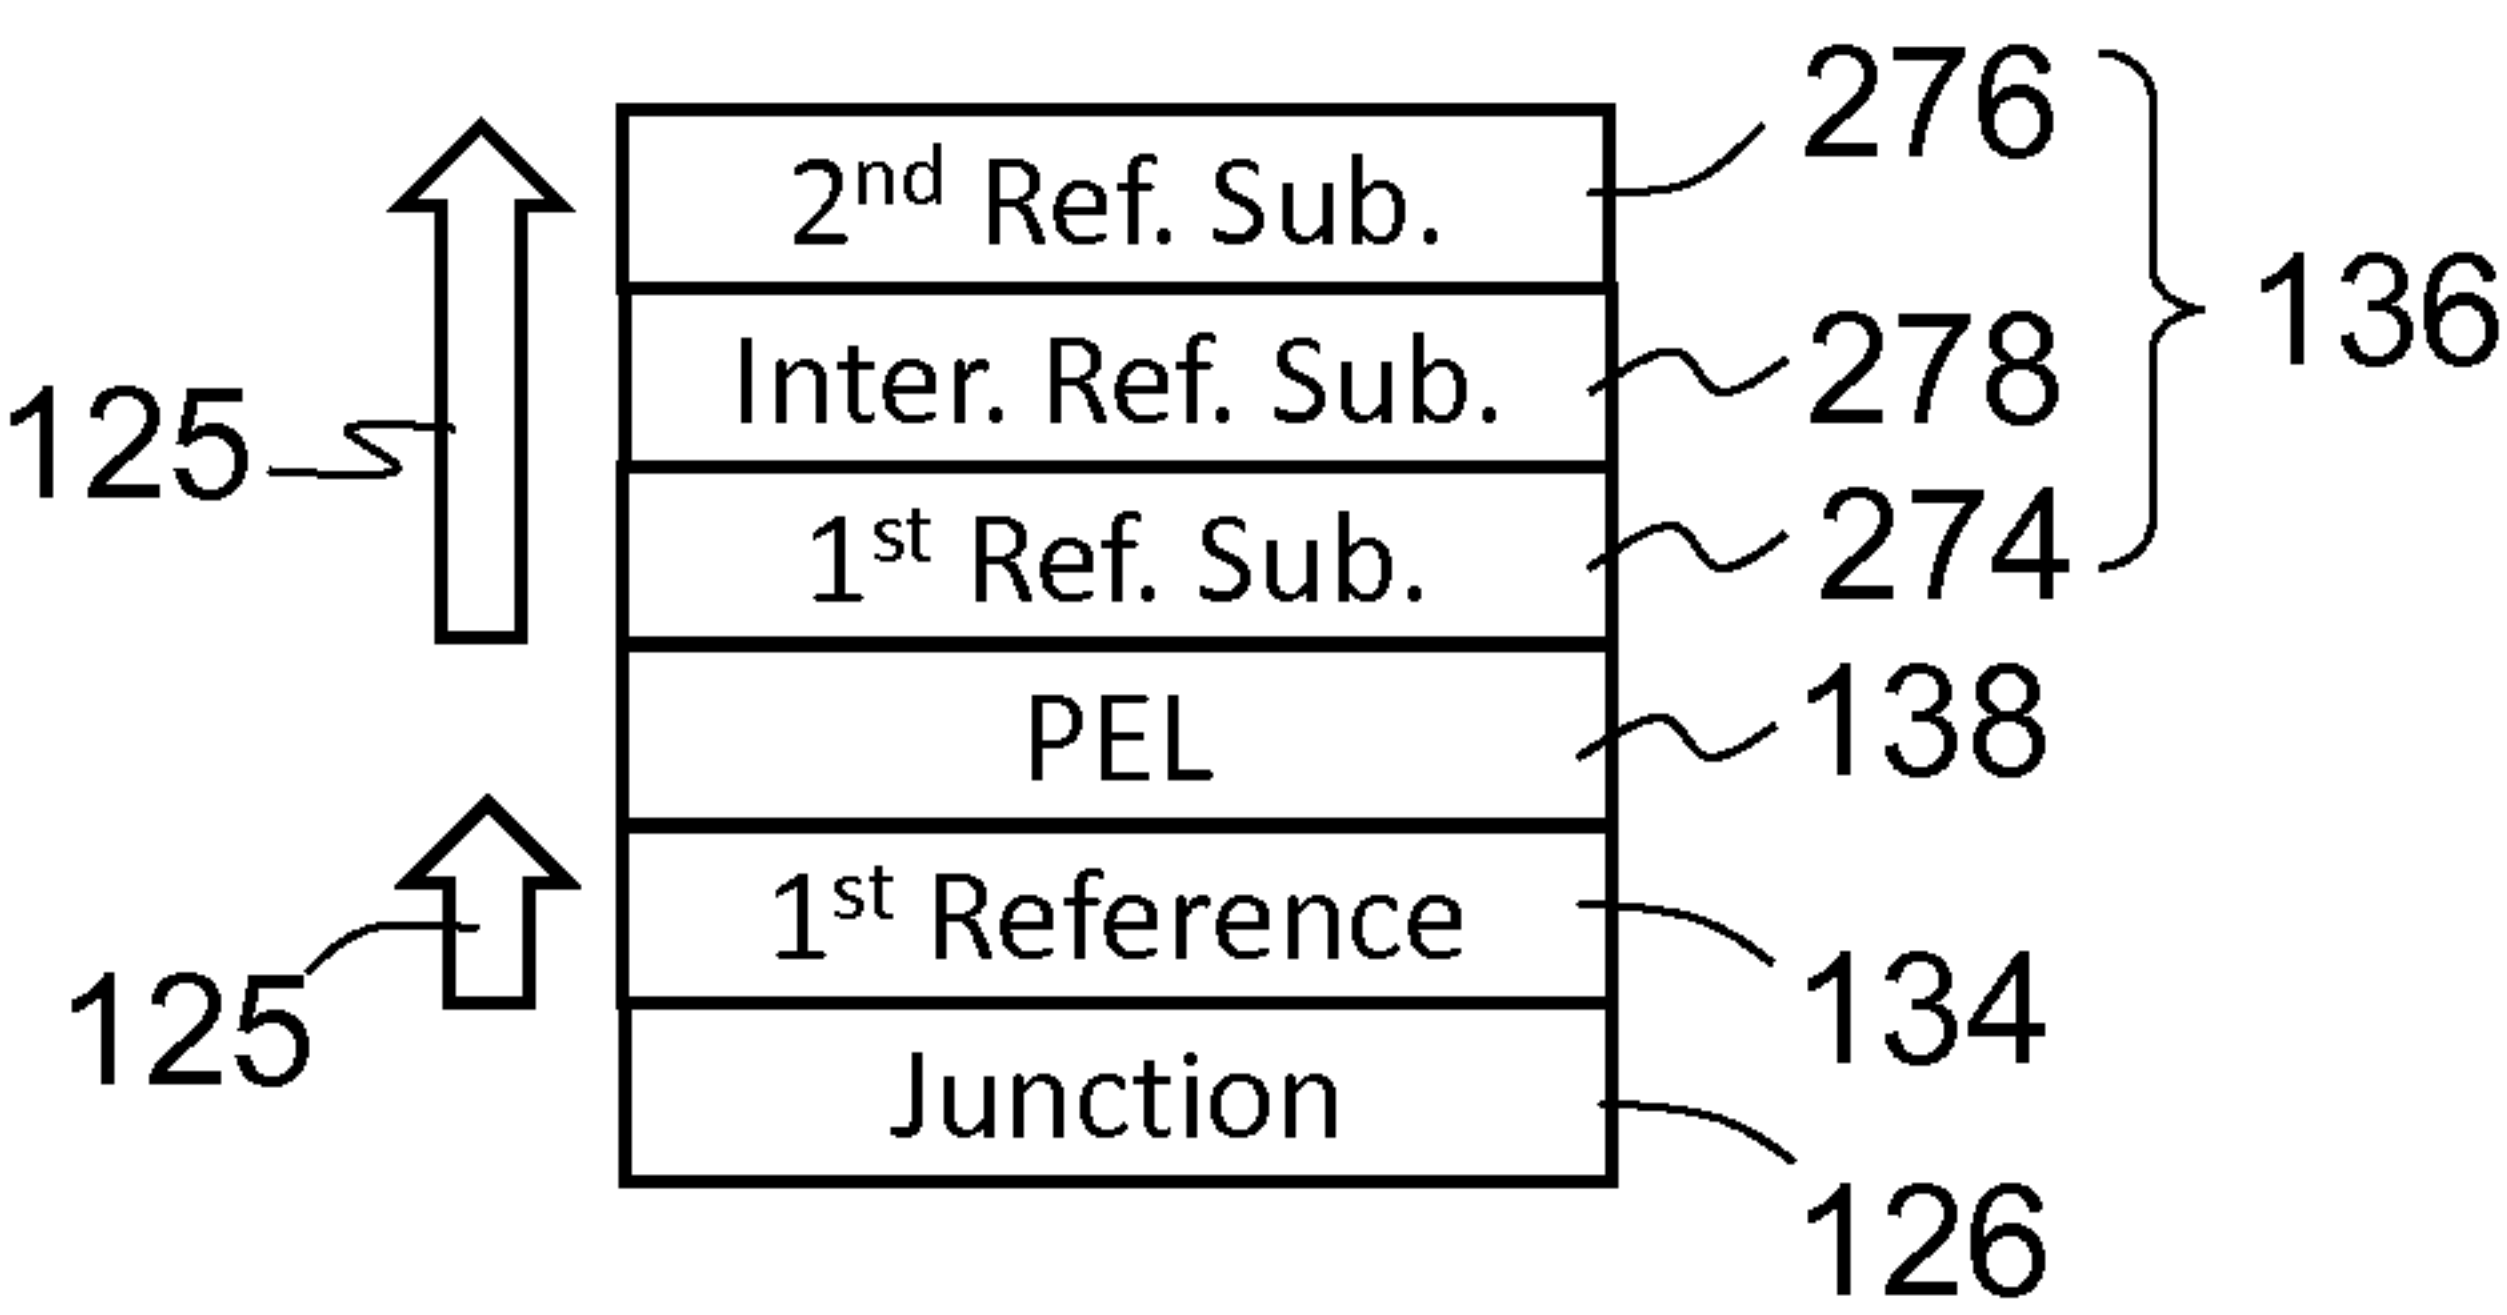 276
2nd Ref. Sub.
136
278
Inter. Ref. Sub.
125
274
1st Ref. Sub.
138
PEL
1st Reference
134
125
Junction
126